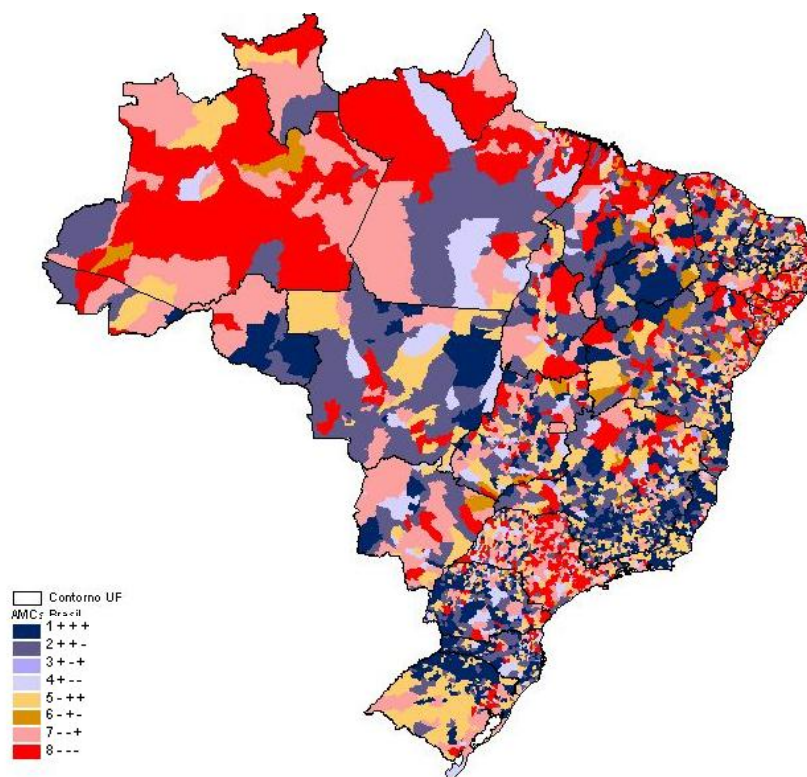 Contorno UF
AMCs Brasil
1 + + +
2 + + -
3 + - +
4 + - -
5 - + +
6 - + -
7 - - +
8 - - -